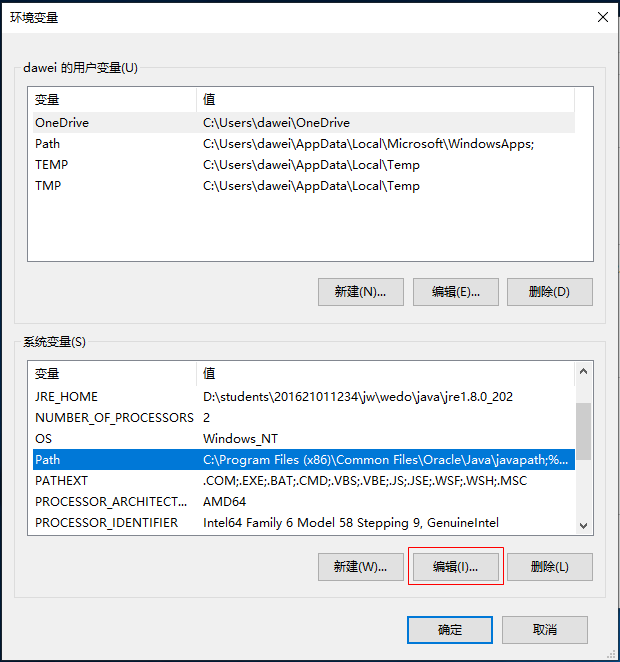 环境变量
dawei 的用户变量(U)
变量 值
OneDrive C:\Users\dawei\OneDrive
Path C:\Users\dawei\AppData\Local\Microsoft\WindowsApps;
TEMP C:\Users\dawei\AppData\Local\Temp
TMP C:\Users\dawei\AppData\Local\Temp
新建(N)... 编辑(E)... 删除(D)
系统变量(S)
变量 值
JRE_HOME D:\students\201621011234\jw\wedo\java\jre1.8.0_202
NUMBER_OF_PROCESSORS 2
OS Windows_NT
Path C:\Program Files (x86)\Common Files\Oracle\Java\javapath;%...
PATHEXT .COM;.EXE;.BAT;.CMD;.VBS;.VBE;.JS;.JSE;.WSF;.WSH;.MSC
PROCESSOR_ARCHITECT... AMD64
PROCESSOR_IDENTIFIER Intel64 Family 6 Model 58 Stepping 9, GenuineIntel
新建(W)... 编辑(I)... 删除(L)
确定 取消